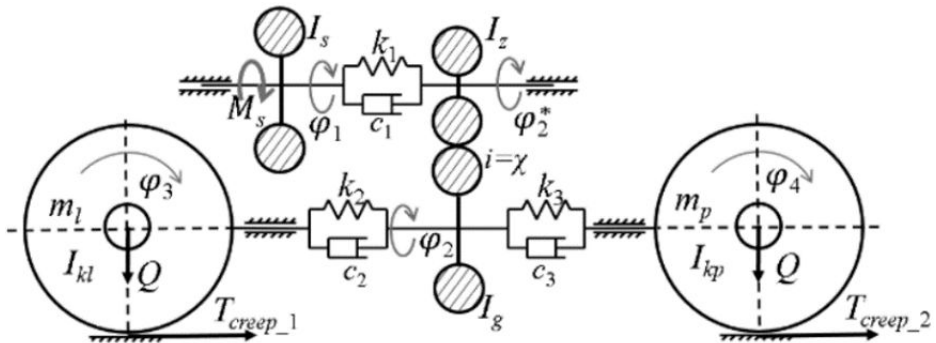 I_s
k_1
I_z
M_s
φ_1
c_1
φ_2^*
i=χ
φ_3
k_2
k_3
φ_4
m_l
φ_2
m_p
I_kl
Q
c_2
c_3
I_kp
Q
T_creep_1
I_g
T_creep_2